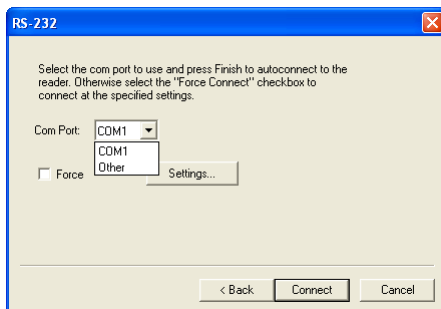 RS-232
Select the com port to use and press Finish to autoconnect to the
reader. Otherwise select the "Force Connect" checkbox to
connect at the specified settings.
Com Port: COM1
COM1
Other
Force Settings...
< Back Connect Cancel